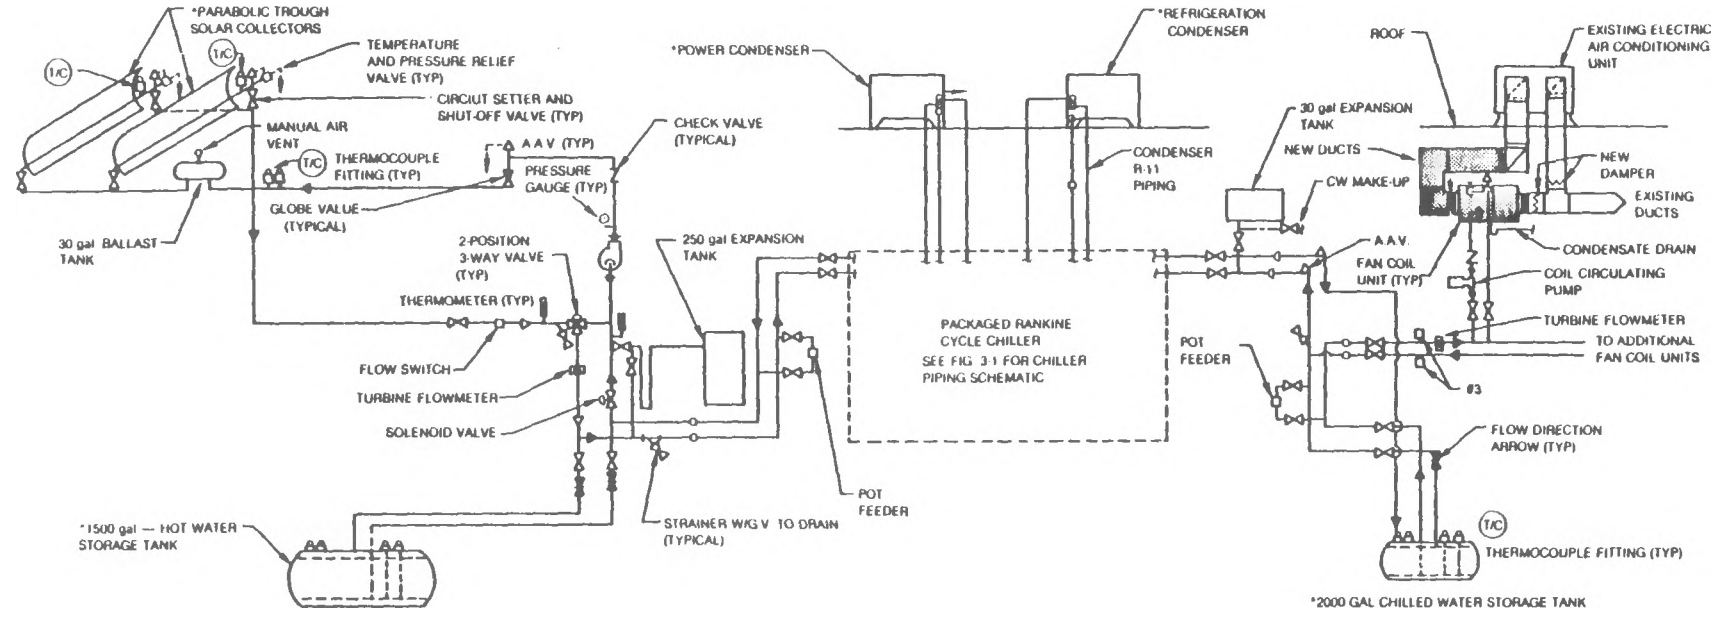 *PARABOLIC TROUGH
SOLAR COLLECTORS
T/C
T/C
TEMPERATURE
AND PRESSURE RELIEF
VALVE (TYP)
CIRCIUT SETTER AND
SHUT-OFF VALVE (TYP)
MANUAL AIR
VENT
T/C
THERMOCOUPLE
FITTING (TYP)
A A V (TYP)
PRESSURE
GAUGE (TYP)
CHECK VALVE
(TYPICAL)
GLOBE VALUE
(TYPICAL)
30 gal BALLAST
TANK
2-POSITION
3-WAY VALVE
(TYP)
THERMOMETER (TYP)
250 gal EXPANSION
TANK
FLOW SWITCH
TURBINE FLOWMETER
SOLENOID VALVE
POT
FEEDER
STRAINER W/G V TO DRAIN
(TYPICAL)
*1500 gal — HOT WATER
STORAGE TANK
*POWER CONDENSER
*REFRIGERATION
CONDENSER
CONDENSER
R-11
PIPING
PACKAGED RANKINE
CYCLE CHILLER
SEE FIG 3-1 FOR CHILLER
PIPING SCHEMATIC
30 gal EXPANSION
TANK
CW MAKE-UP
ROOF
EXISTING ELECTRIC
AIR CONDITIONING
UNIT
NEW DUCTS
NEW
DAMPER
EXISTING
DUCTS
A.A.V.
FAN COIL
UNIT (TYP)
CONDENSATE DRAIN
COIL CIRCULATING
PUMP
TURBINE FLOWMETER
TO ADDITIONAL
FAN COIL UNITS
POT
FEEDER
#3
FLOW DIRECTION
ARROW (TYP)
T/C
THERMOCOUPLE FITTING (TYP)
*2000 GAL CHILLED WATER STORAGE TANK